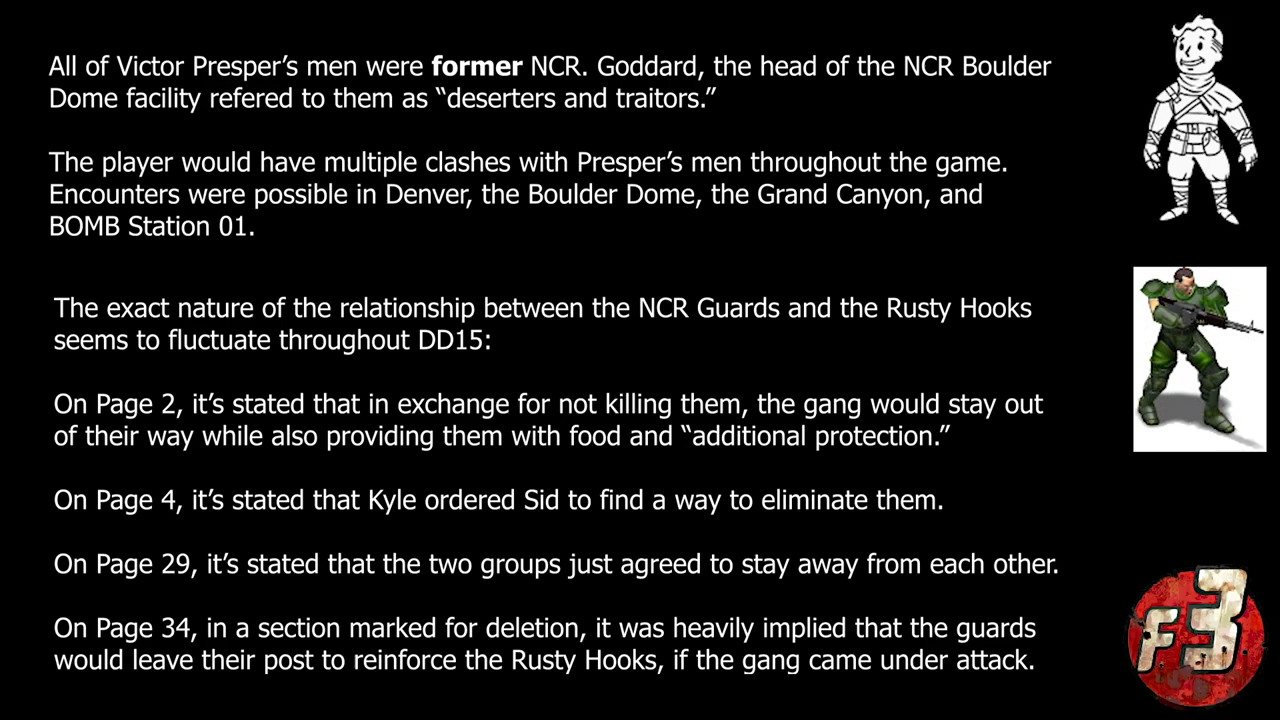 All of Victor Presper’s men were former NCR. Goddard, the head of the NCR Boulder
Dome facility refered to them as “deserters and traitors.”
The player would have multiple clashes with Presper’s men throughout the game.
Encounters were possible in Denver, the Boulder Dome, the Grand Canyon, and
BOMB Station 01.
The exact nature of the relationship between the NCR Guards and the Rusty Hooks
seems to fluctuate throughout DD15:
On Page 2, it’s stated that in exchange for not killing them, the gang would stay out
of their way while also providing them with food and “additional protection.”
On Page 4, it’s stated that Kyle ordered Sid to find a way to eliminate them.
On Page 29, it’s stated that the two groups just agreed to stay away from each other.
On Page 34, in a section marked for deletion, it was heavily implied that the guards
would leave their post to reinforce the Rusty Hooks, if the gang came under attack.
F3